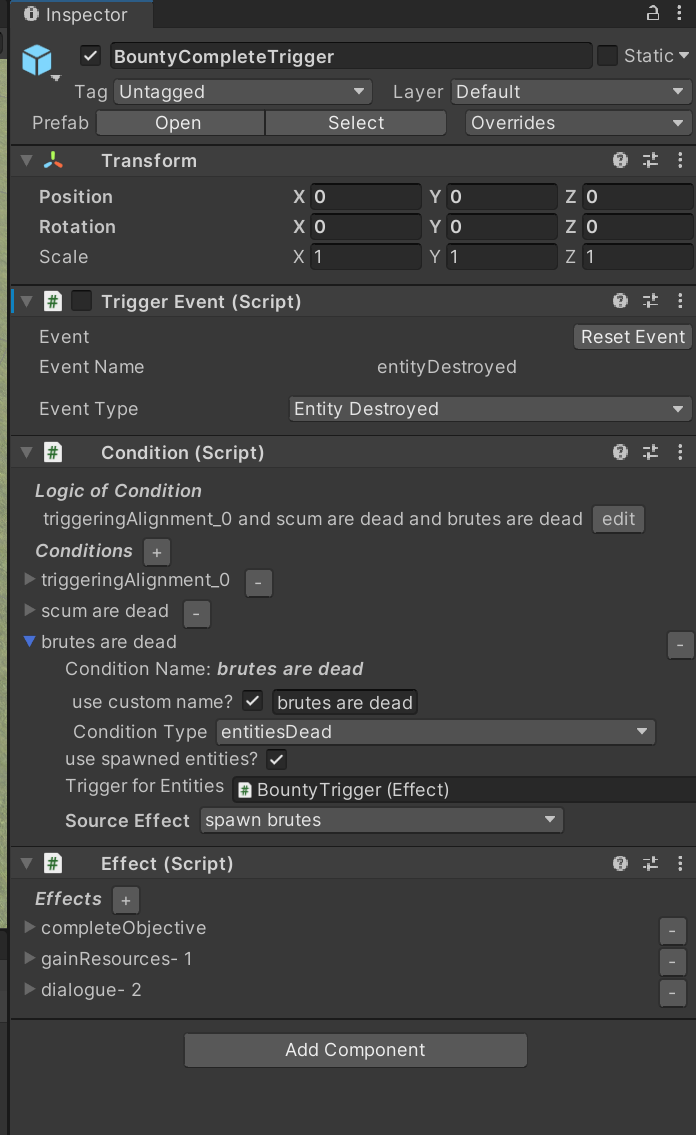 Inspector
BountyCompleteTrigger Static
Tag Untagged Layer Default
Prefab Open Select Overrides
Transform
Position X 0 Y 0 Z 0
Rotation X 0 Y 0 Z 0
Scale X 1 Y 1 Z 1
# Trigger Event (Script)
Event Reset Event
Event Name entityDestroyed
Event Type Entity Destroyed
# Condition (Script)
Logic of Condition
triggeringAlignment_0 and scum are dead and brutes are dead edit
Conditions +
triggeringAlignment_0 -
scum are dead -
brutes are dead -
Condition Name: brutes are dead
use custom name? brutes are dead
Condition Type entitiesDead
use spawned entities?
Trigger for Entities # BountyTrigger (Effect)
Source Effect spawn brutes
# Effect (Script)
Effects +
completeObjective -
gainResources- 1 -
dialogue- 2 -
Add Component